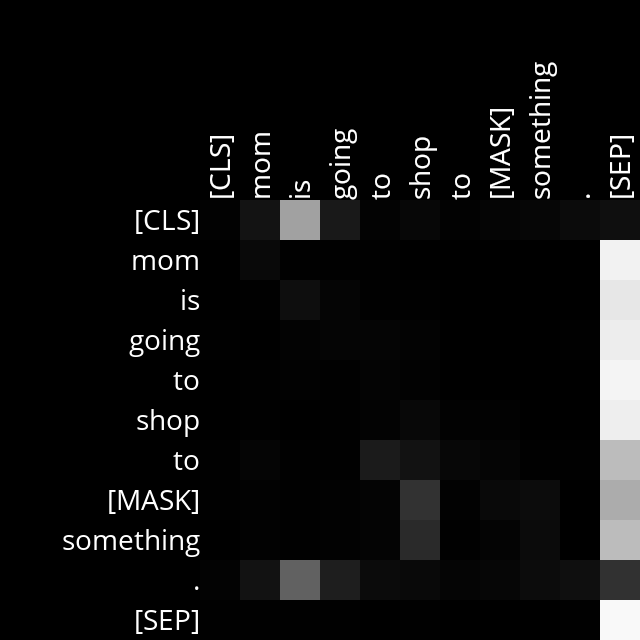 [CLS] mom is going to shop to [MASK] something . [SEP]
[CLS]
mom
is
going
to
shop
to
[MASK]
something
.
[SEP]